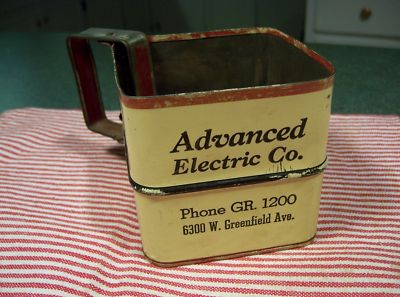 Advanced
Electric Co.
Phone GR. 1200
6300 W. Greenfield Ave.